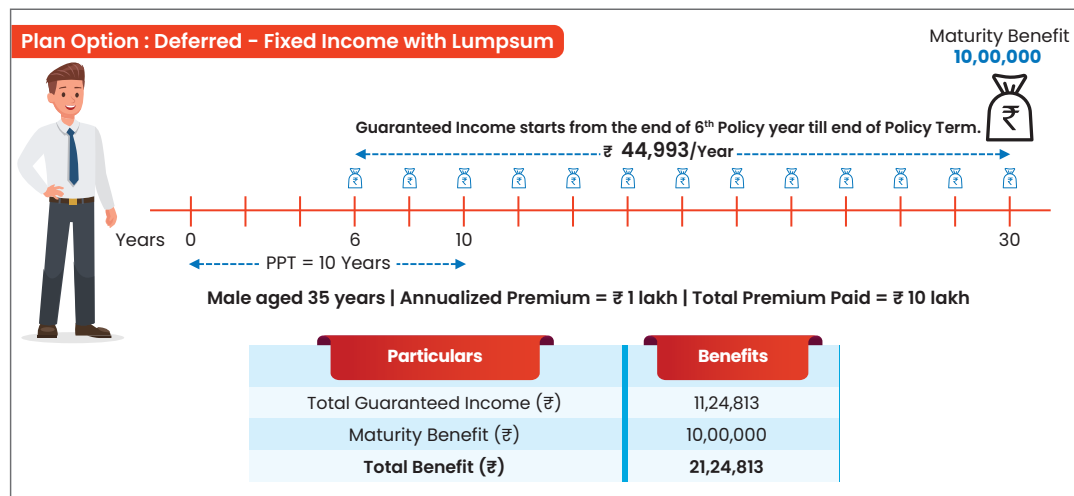 Plan Option : Deferred - Fixed Income with Lumpsum
Maturity Benefit
10,00,000
₹
Guaranteed Income starts from the end of 6th Policy year till end of Policy Term.
₹ 44,993/Year
₹ ₹ ₹ ₹ ₹ ₹ ₹ ₹ ₹ ₹ ₹ ₹ ₹
Years 0 6 10 30
PPT = 10 Years
Male aged 35 years | Annualized Premium = ₹ 1 lakh | Total Premium Paid = ₹ 10 lakh
Particulars Benefits
Total Guaranteed Income (₹) 11,24,813
Maturity Benefit (₹) 10,00,000
Total Benefit (₹) 21,24,813